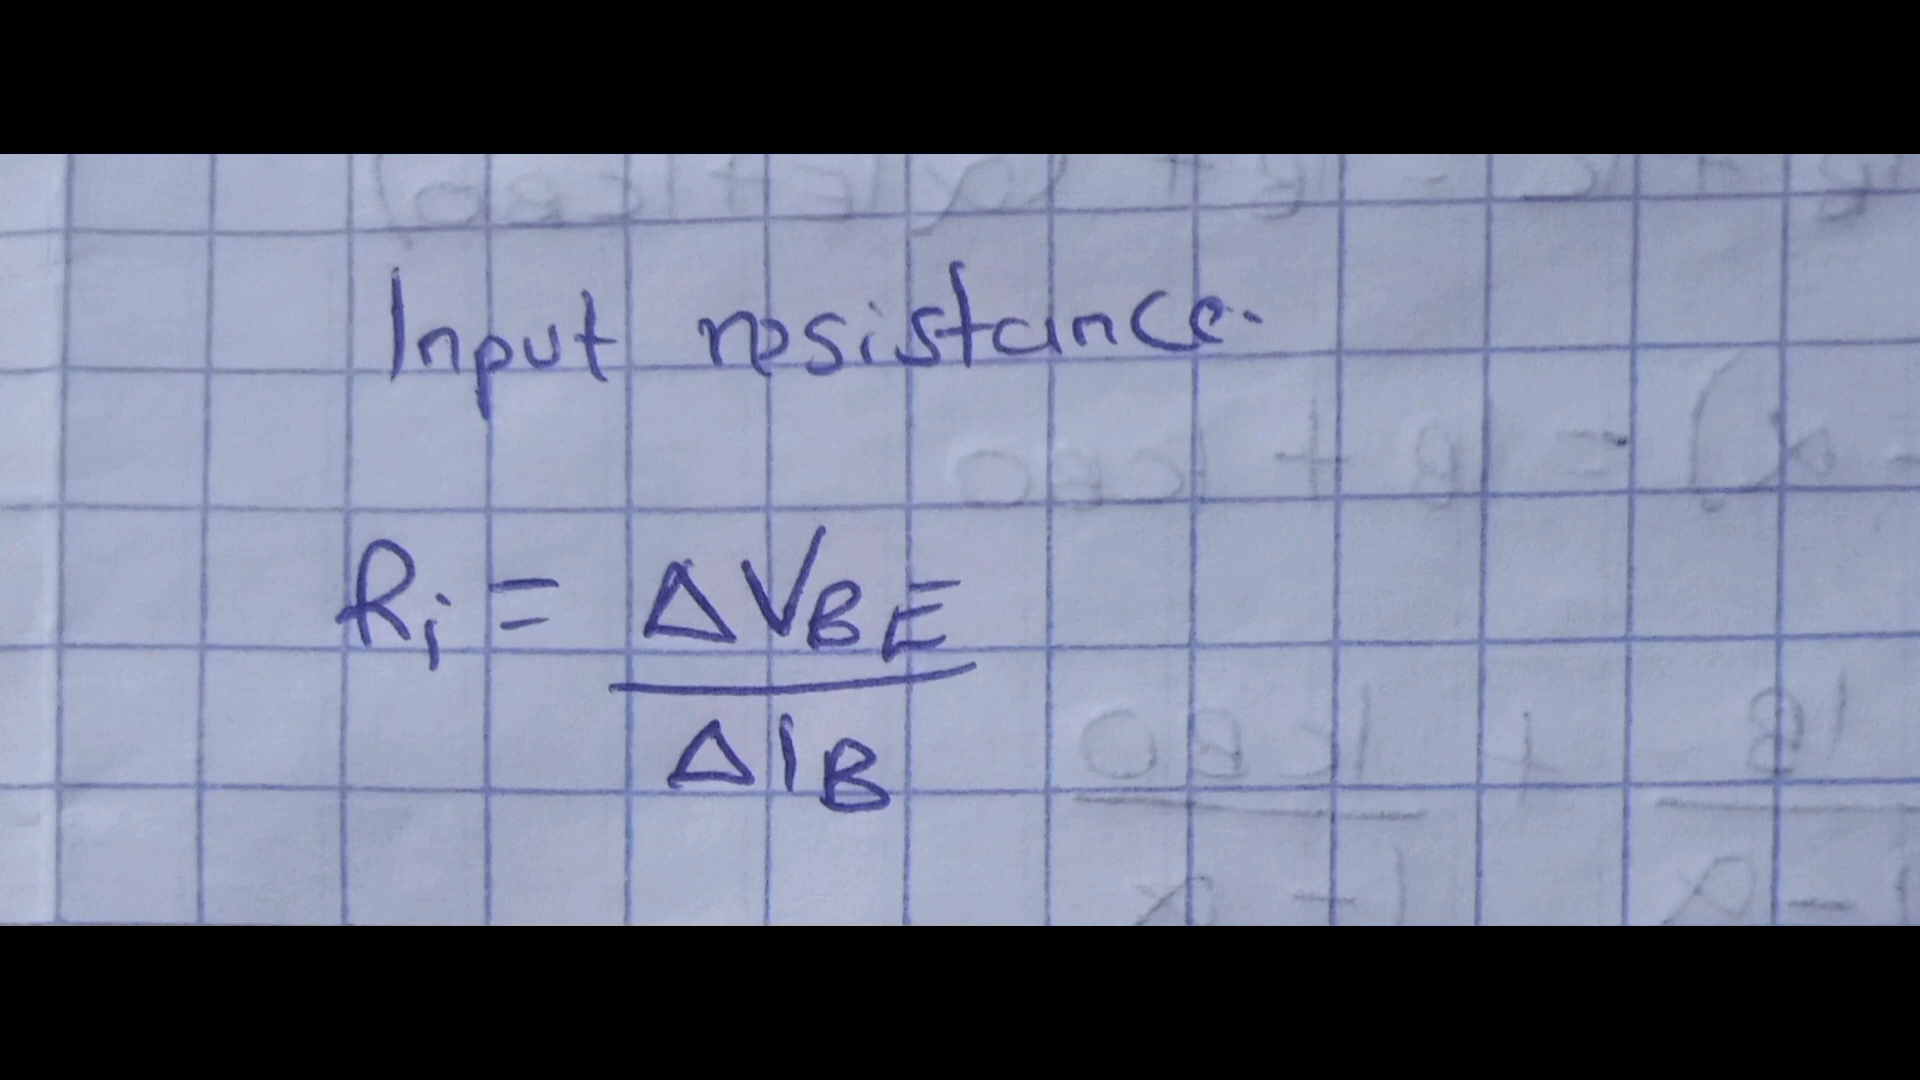 Input resistance.
Ri = ΔVBE
ΔIB